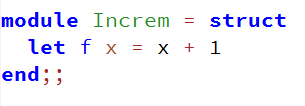 module Increm = struct
  let f x = x + 1
end;;